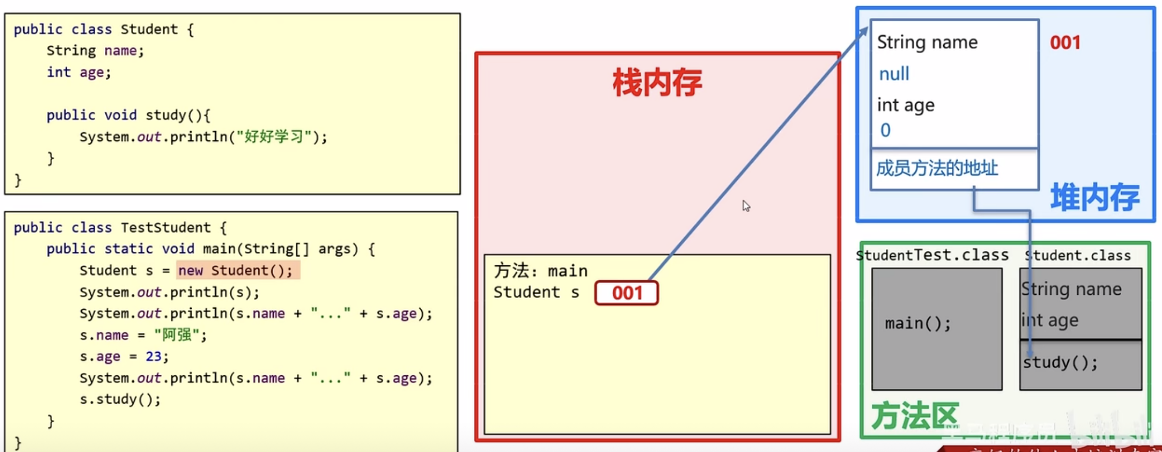 public class Student {
String name;
int age;
public void study(){
System.out.println("好好学习");
}
}
public class TestStudent {
public static void main(String[] args) {
Student s = new Student();
System.out.println(s);
System.out.println(s.name + "..." + s.age);
s.name = "阿强";
s.age = 23;
System.out.println(s.name + "..." + s.age);
s.study();
}
}
栈内存
方法：main
Student s 001
String name
null
int age
0
成员方法的地址
001
堆内存
StudentTest.class
main();
Student.class
String name
int age
study();
方法区